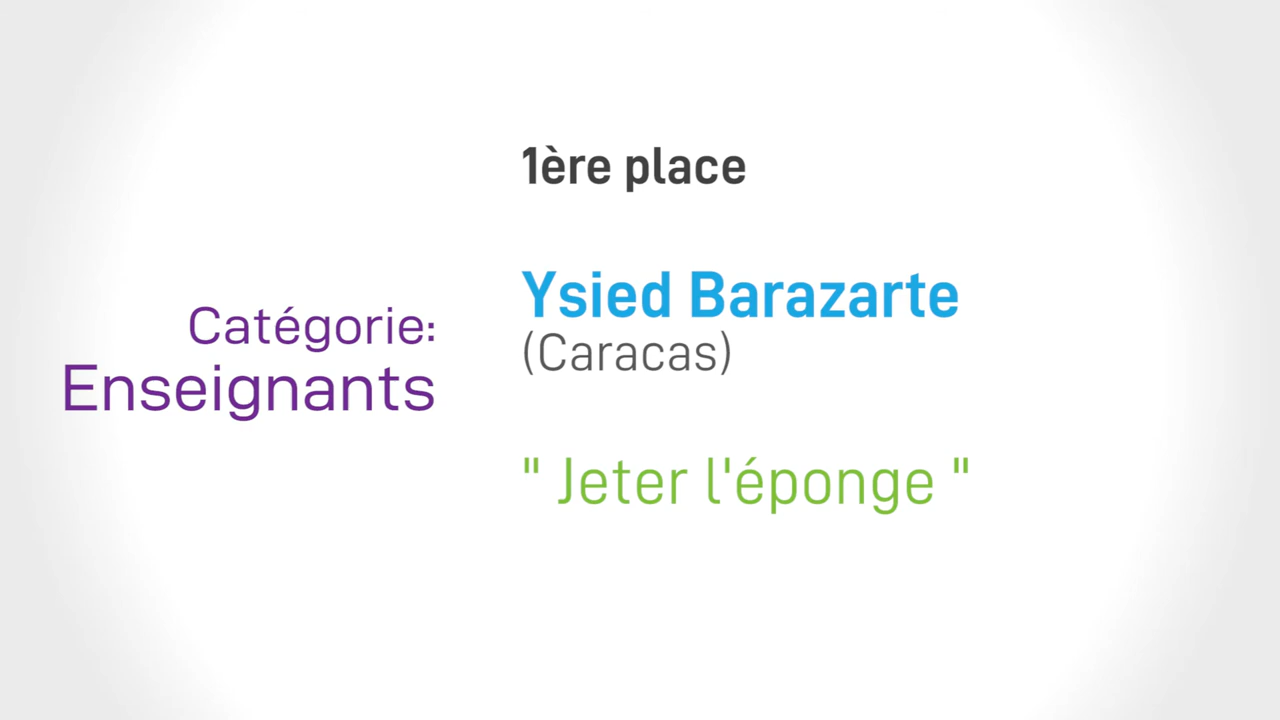 Catégorie:
Enseignants
1ère place
Ysied Barazarte
(Caracas)
" Jeter l'éponge "